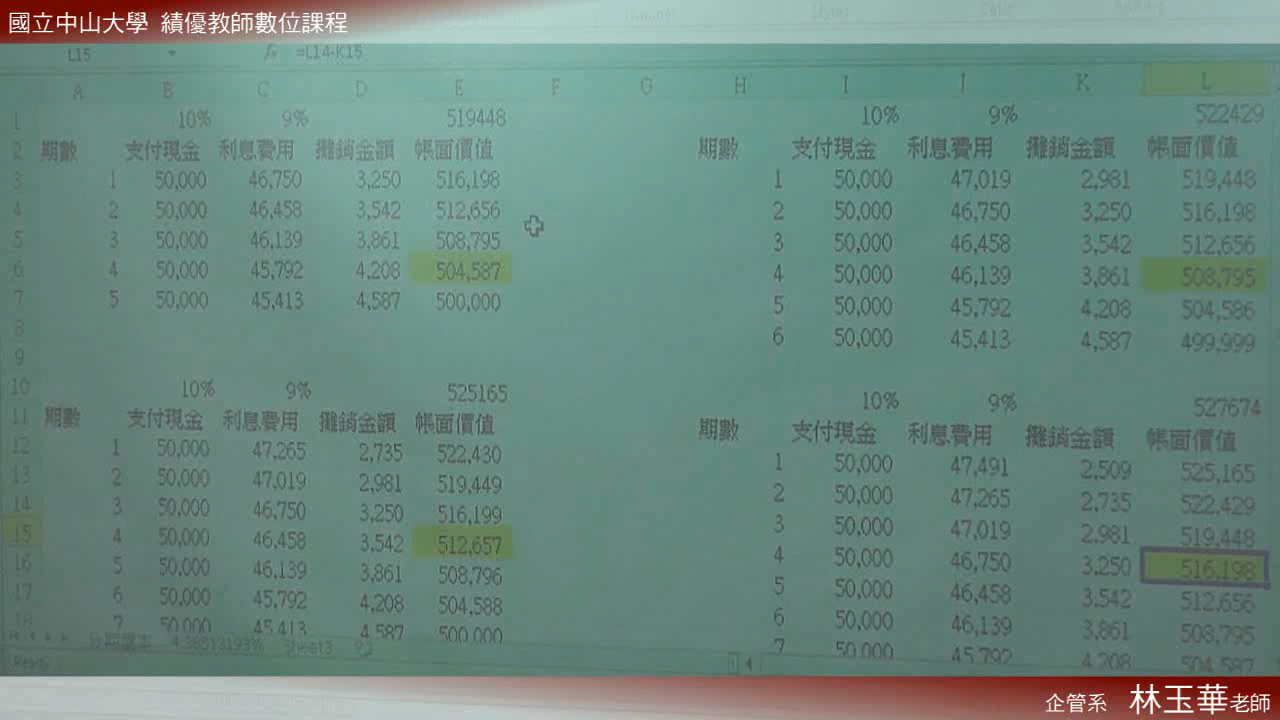 國立中山大學 績優教師數位課程
L15 fx =L14-K15
A B C D E F G H I J K L
1 10% 9% 519448 10% 9% 522429
2 期數 支付現金 利息費用 攤銷金額 帳面價值 期數 支付現金 利息費用 攤銷金額 帳面價值
3 1 50,000 46,750 3,250 516,198 1 50,000 47,019 2,981 519,448
4 2 50,000 46,458 3,542 512,656 2 50,000 46,750 3,250 516,198
5 3 50,000 46,139 3,861 508,795 3 50,000 46,458 3,542 512,656
6 4 50,000 45,792 4,208 504,587 4 50,000 46,139 3,861 508,795
7 5 50,000 45,413 4,587 500,000 5 50,000 45,792 4,208 504,586
8 6 50,000 45,413 4,587 499,999
9
10 10% 9% 525165 10% 9% 527674
11 期數 支付現金 利息費用 攤銷金額 帳面價值 期數 支付現金 利息費用 攤銷金額 帳面價值
12 1 50,000 47,265 2,735 522,430 1 50,000 47,491 2,509 525,165
13 2 50,000 47,019 2,981 519,449 2 50,000 47,265 2,735 522,429
14 3 50,000 46,750 3,250 516,199 3 50,000 47,019 2,981 519,448
15 4 50,000 46,458 3,542 512,657 4 50,000 46,750 3,250 516,198
16 5 50,000 46,139 3,861 508,796 5 50,000 46,458 3,542 512,656
17 6 50,000 45,792 4,208 504,588 6 50,000 46,139 3,861 508,795
18 7 50,000 45,413 4,587 500,000 7 50,000 45,792 4,208 504,587
4.38513193% Sheet3
Ready
企管系 林玉華老師